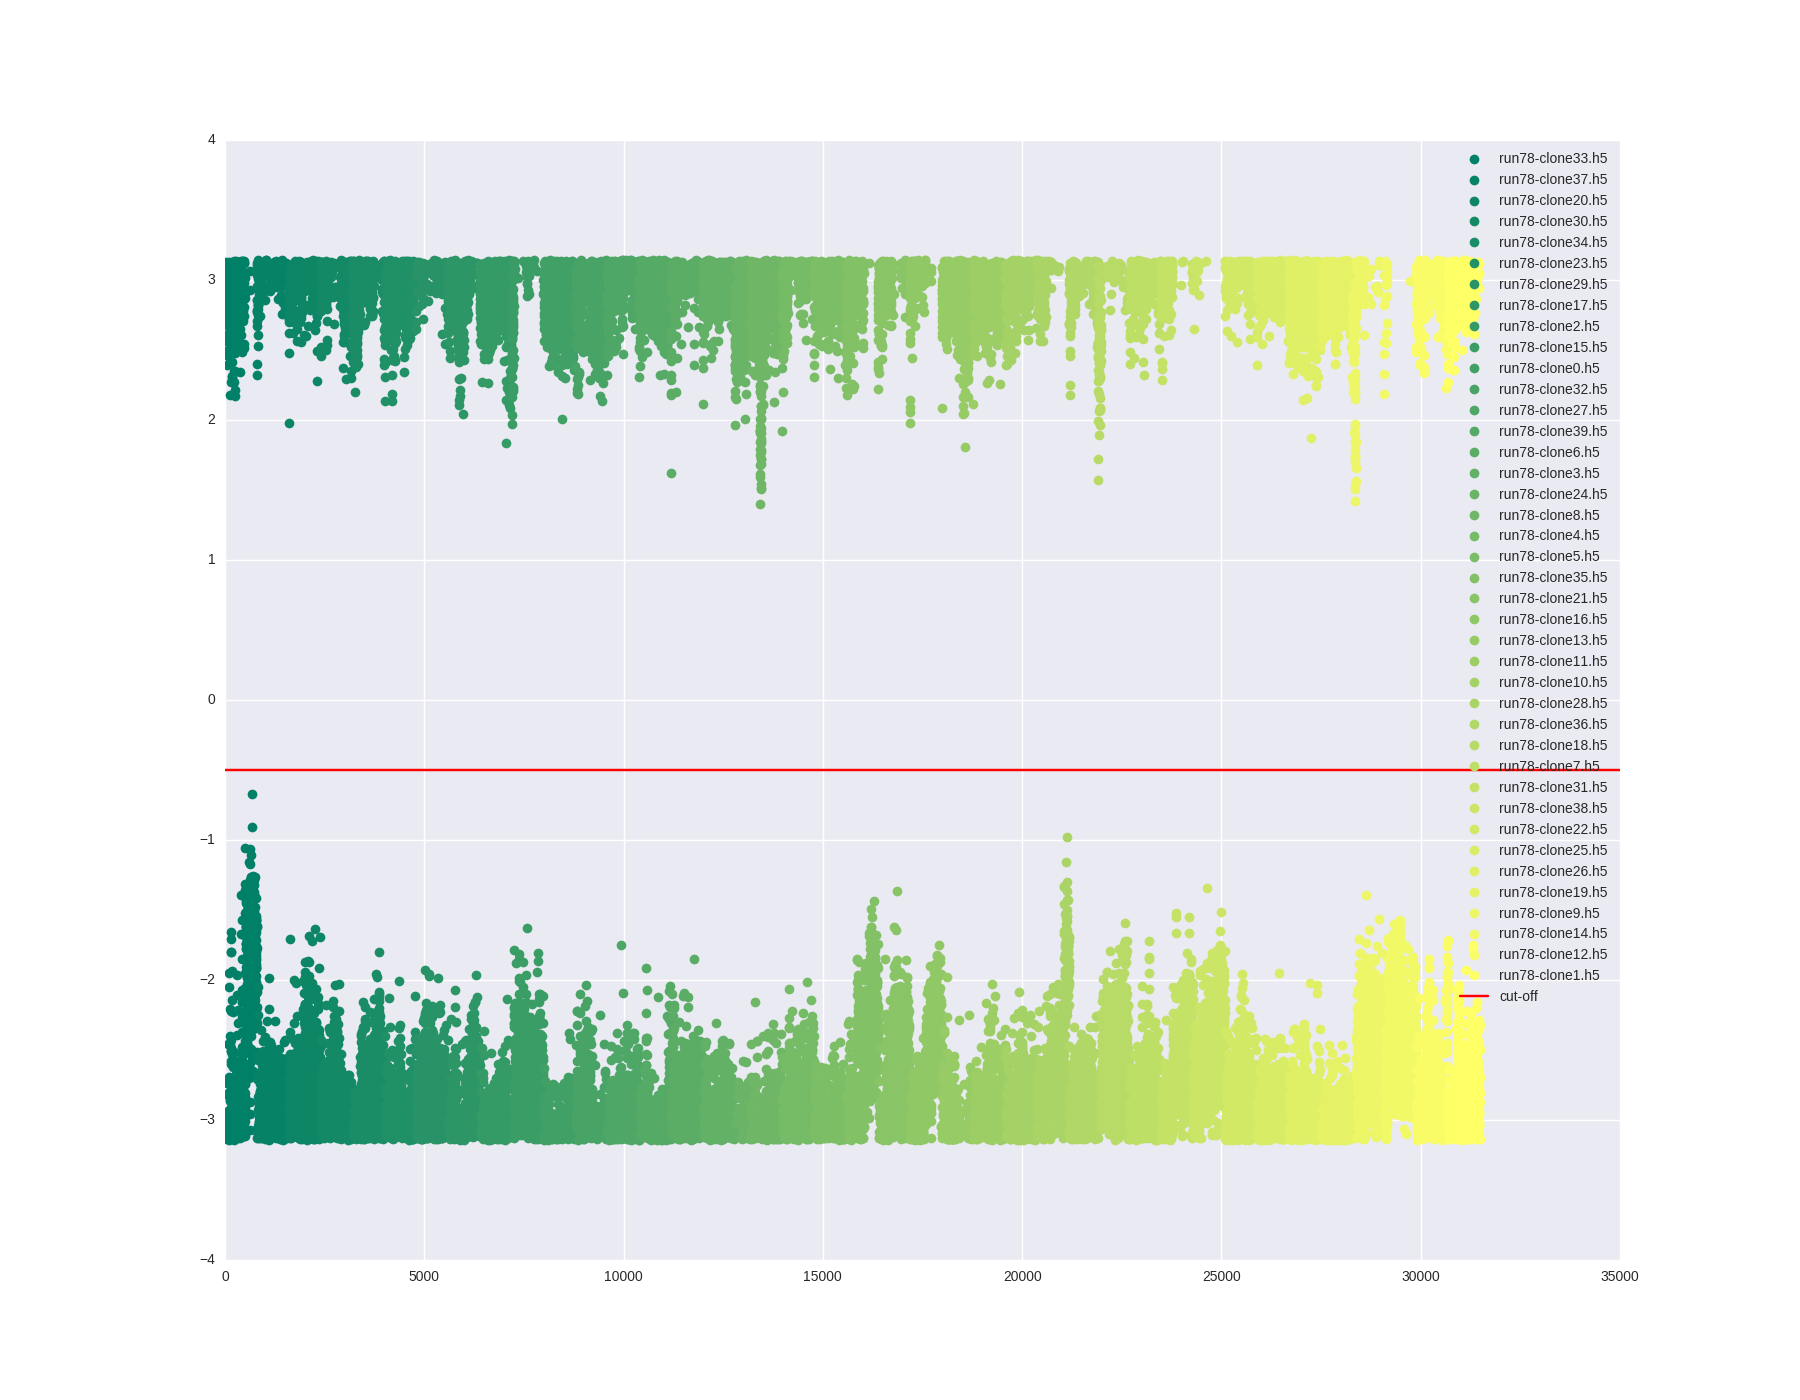 4
3
2
1
0
−1
−2
−3
−4
0 5000 10000 15000 20000 25000 30000 35000
run78-clone33.h5
run78-clone37.h5
run78-clone20.h5
run78-clone30.h5
run78-clone34.h5
run78-clone23.h5
run78-clone29.h5
run78-clone17.h5
run78-clone2.h5
run78-clone15.h5
run78-clone0.h5
run78-clone32.h5
run78-clone27.h5
run78-clone39.h5
run78-clone6.h5
run78-clone3.h5
run78-clone24.h5
run78-clone8.h5
run78-clone4.h5
run78-clone5.h5
run78-clone35.h5
run78-clone21.h5
run78-clone16.h5
run78-clone13.h5
run78-clone11.h5
run78-clone10.h5
run78-clone28.h5
run78-clone36.h5
run78-clone18.h5
run78-clone7.h5
run78-clone31.h5
run78-clone38.h5
run78-clone22.h5
run78-clone25.h5
run78-clone26.h5
run78-clone19.h5
run78-clone9.h5
run78-clone14.h5
run78-clone12.h5
run78-clone1.h5
cut-off